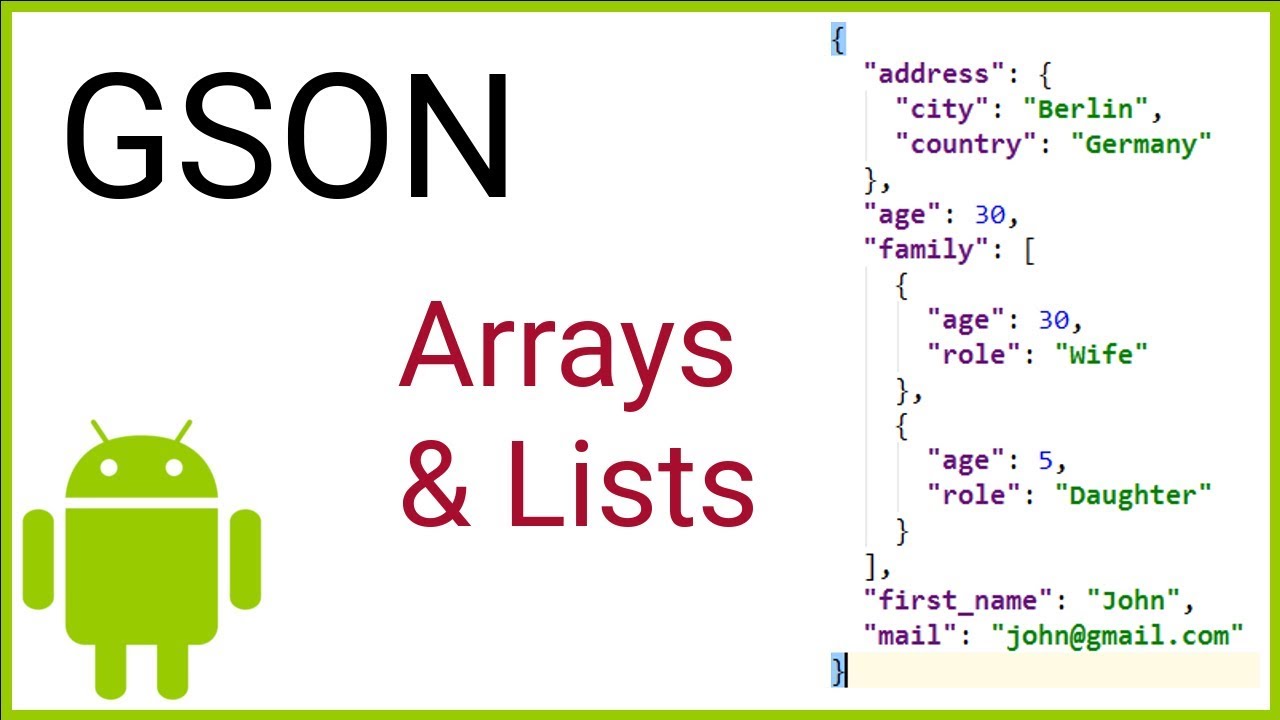 GSON
Arrays
& Lists
{
"address": {
"city": "Berlin",
"country": "Germany"
},
"age": 30,
"family": [
{
"age": 30,
"role": "Wife"
},
{
"age": 5,
"role": "Daughter"
}
],
"first_name": "John",
"mail": "john@gmail.com"
}